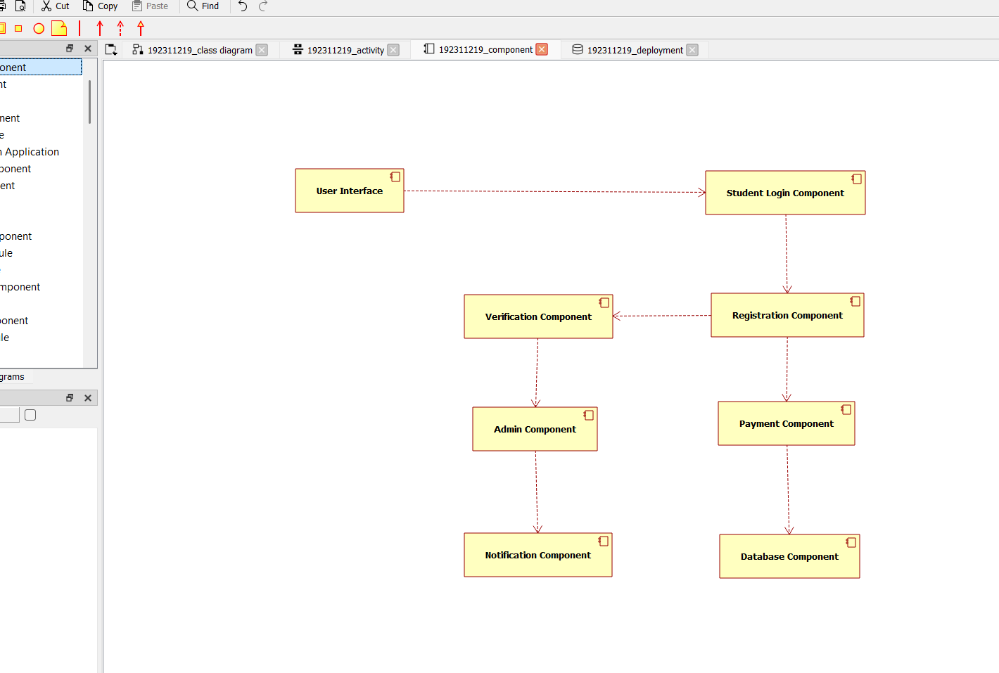 Cut Copy Paste Find
192311219_class diagram 192311219_activity 192311219_component 192311219_deployment
onent
nt
nent
e
n Application
ponent
ent
ponent
ule
mponent
ponent
le
grams
User Interface
Student Login Component
Verification Component
Registration Component
Admin Component
Payment Component
Notification Component
Database Component